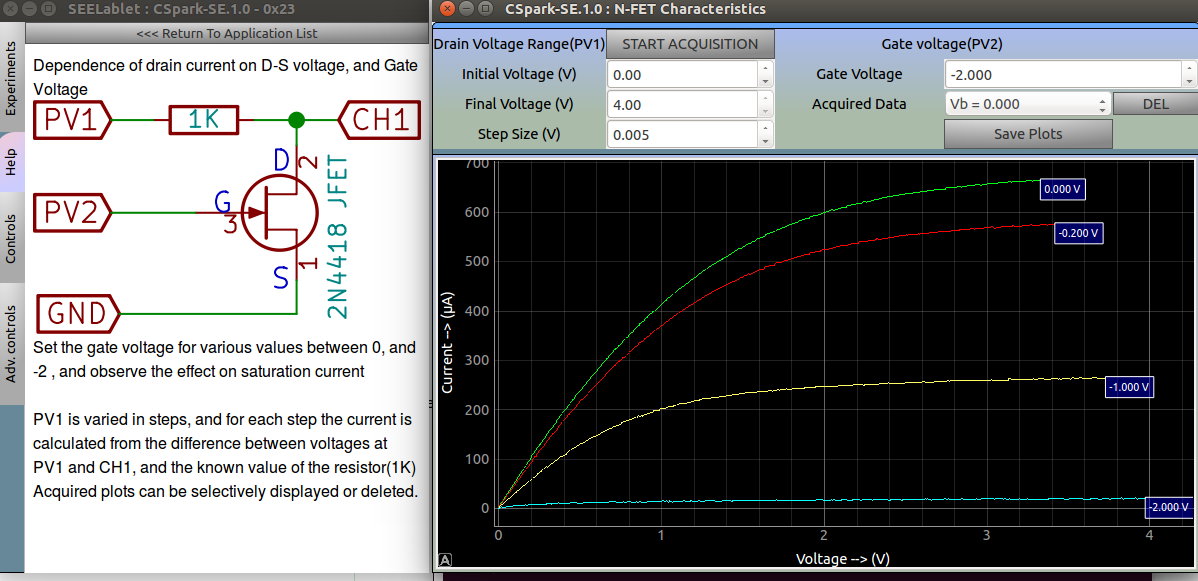 SEELablet : CSpark-SE.1.0 - 0x23
<<< Return To Application List
Experiments
Help
Controls
Adv. controls
Dependence of drain current on D-S voltage, and Gate
Voltage
PV1
1K
CH1
D
2
PV2
G
3
S
1
2N4418 JFET
GND
Set the gate voltage for various values between 0, and
-2 , and observe the effect on saturation current
PV1 is varied in steps, and for each step the current is
calculated from the difference between voltages at
PV1 and CH1, and the known value of the resistor(1K)
Acquired plots can be selectively displayed or deleted.
CSpark-SE.1.0 : N-FET Characteristics
Drain Voltage Range(PV1)
START ACQUISITION
Gate voltage(PV2)
Initial Voltage (V)
0.00
Gate Voltage
-2.000
Final Voltage (V)
4.00
Acquired Data
Vb = 0.000
DEL
Step Size (V)
0.005
Save Plots
700
600
500
400
300
200
100
0
Current --> (µA)
0.000 V
-0.200 V
-1.000 V
-2.000 V
0
1
2
3
4
Voltage --> (V)
A